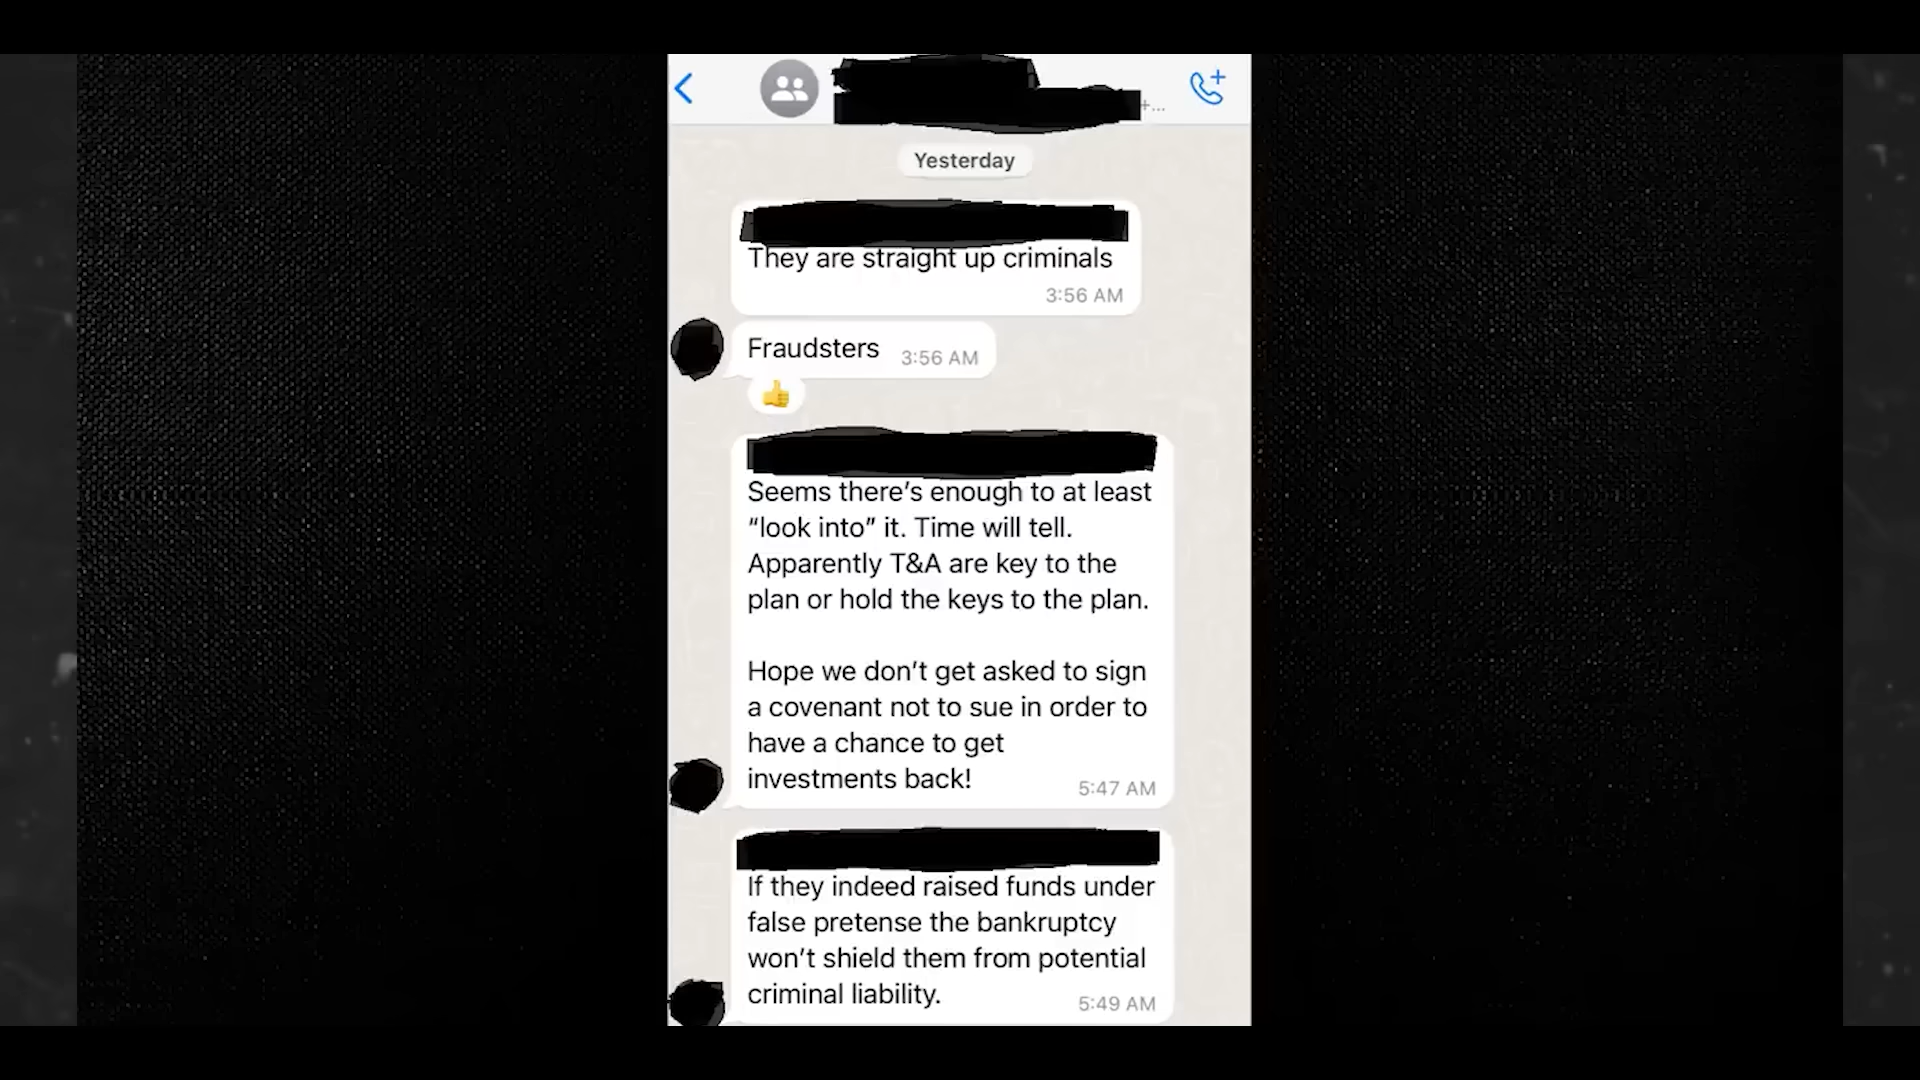 +...
Yesterday
They are straight up criminals
3:56 AM
Fraudsters 3:56 AM
Seems there's enough to at least
“look into” it. Time will tell.
Apparently T&A are key to the
plan or hold the keys to the plan.
Hope we don't get asked to sign
a covenant not to sue in order to
have a chance to get
investments back! 5:47 AM
If they indeed raised funds under
false pretense the bankruptcy
won't shield them from potential
criminal liability. 5:49 AM